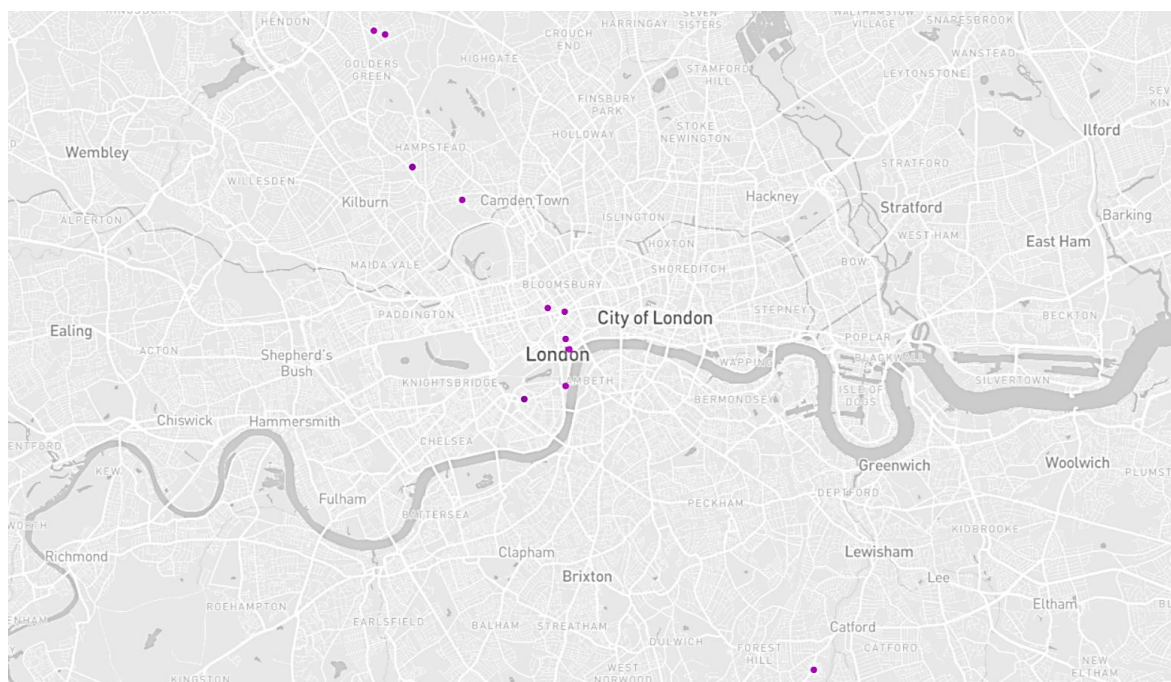 HENDON
HARRINGAY
SEVEN
SISTERS
WALTHAMSTOW
VILLAGE
SNARESBROOK
CROUCH
END
GOLDERS
GREEN
HIGHGATE
WANSTEAD
STAMFORD
HILL
LEYTONSTONE
FINSBURY
PARK
STOKE
NEWINGTON
HOLLOWAY
Ilford
Wembley
HAMPSTEAD
STRATFORD
WILLESDEN
Kilburn
Camden Town
Hackney
Stratford
ALPERTON
ISLINGTON
Barking
WEST HAM
East Ham
HOXTON
MAIDA VALE
SHOREDITCH
BOW
BLOOMSBURY
PADDINGTON
City of London
STEPNEY
BECKTON
Ealing
POPLAR
ACTON
Shepherd's
Bush
London
WAPPING
BLACKWALL
KNIGHTSBRIDGE
AMBETH
SILVERTOWN
BERMONDSEY
ISLE OF
DOGS
Chiswick
Hammersmith
CHELSEA
ENTFORD
KEW
Greenwich
Woolwich
PLUMST
Fulham
BATTERSEA
PECKHAM
DEPTFORD
KIDBROOKE
WORTH
Richmond
Clapham
Brixton
Lewisham
Lee
ROEHAMPTON
EARLSFIELD
BALHAM
STREATHAM
DULWICH
Catford
Eltham
ENHAM
FOREST
HILL
CATFORD
WEST
NORWOOD
NEW
ELTHAM
KINGSTON